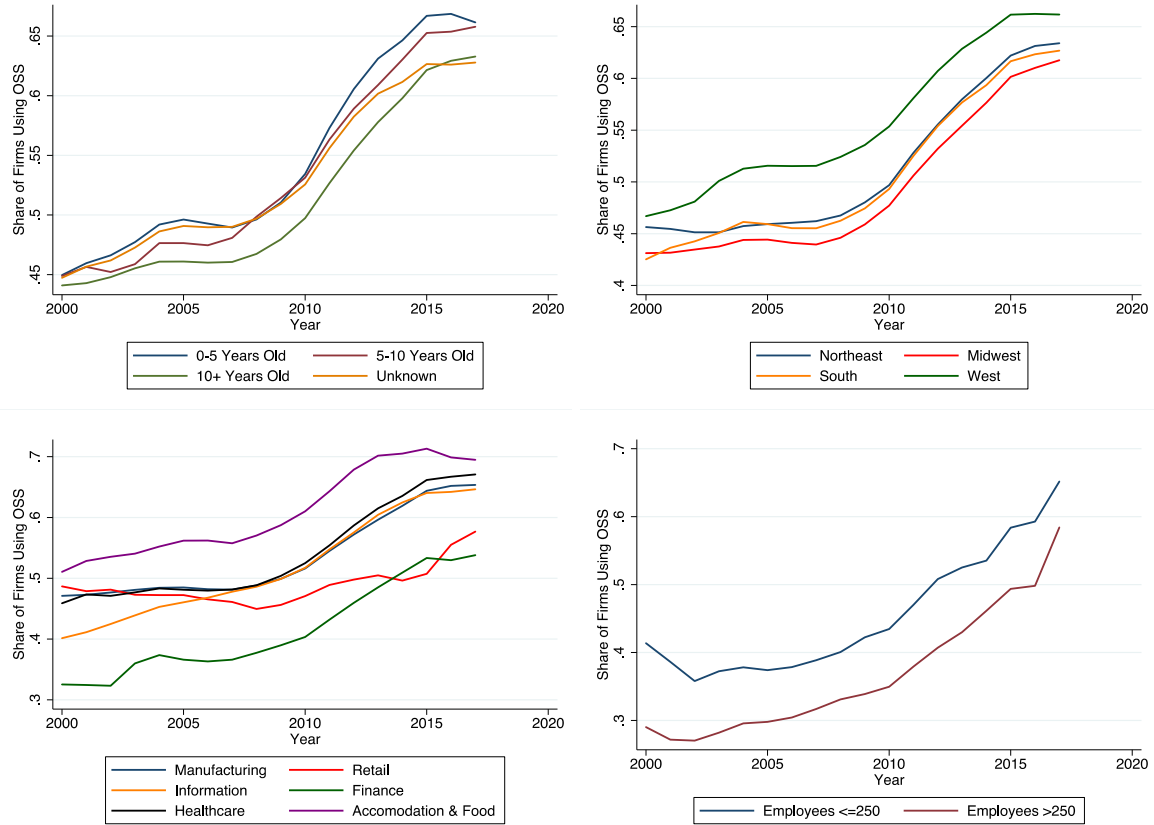 Share of Firms Using OSS
.65
.6
.55
.5
.45
2000 2005 2010 2015 2020
Year
0-5 Years Old 5-10 Years Old
10+ Years Old Unknown
Share of Firms Using OSS
.65
.6
.55
.5
.45
.4
2000 2005 2010 2015 2020
Year
Northeast Midwest
South West
Share of Firms Using OSS
.7
.6
.5
.4
.3
2000 2005 2010 2015 2020
Year
Manufacturing Retail
Information Finance
Healthcare Accomodation & Food
Share of Firms Using OSS
.7
.6
.5
.4
.3
2000 2005 2010 2015 2020
Year
Employees <=250 Employees >250